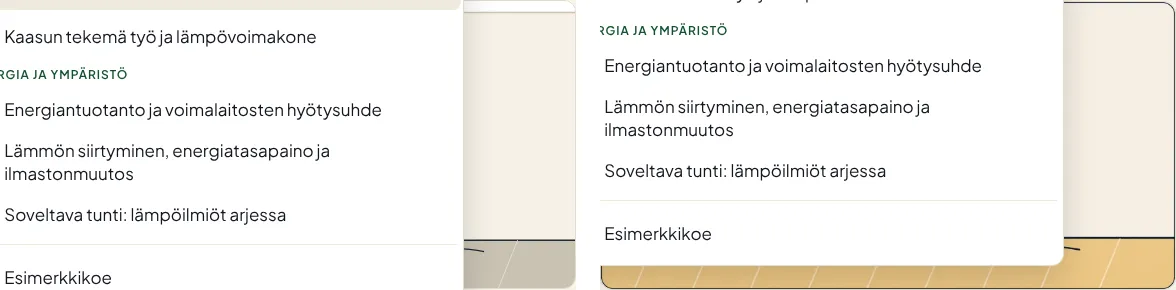 Kaasun tekemä työ ja lämpövoimakone
RGIA JA YMPÄRISTÖ
Energiantuotanto ja voimalaitosten hyötysuhde
Lämmön siirtyminen, energiatasapaino ja
ilmastonmuutos
Soveltava tunti: lämpöilmiöt arjessa
Esimerkkikoe
RGIA JA YMPÄRISTÖ
Energiantuotanto ja voimalaitosten hyötysuhde
Lämmön siirtyminen, energiatasapaino ja
ilmastonmuutos
Soveltava tunti: lämpöilmiöt arjessa
Esimerkkikoe